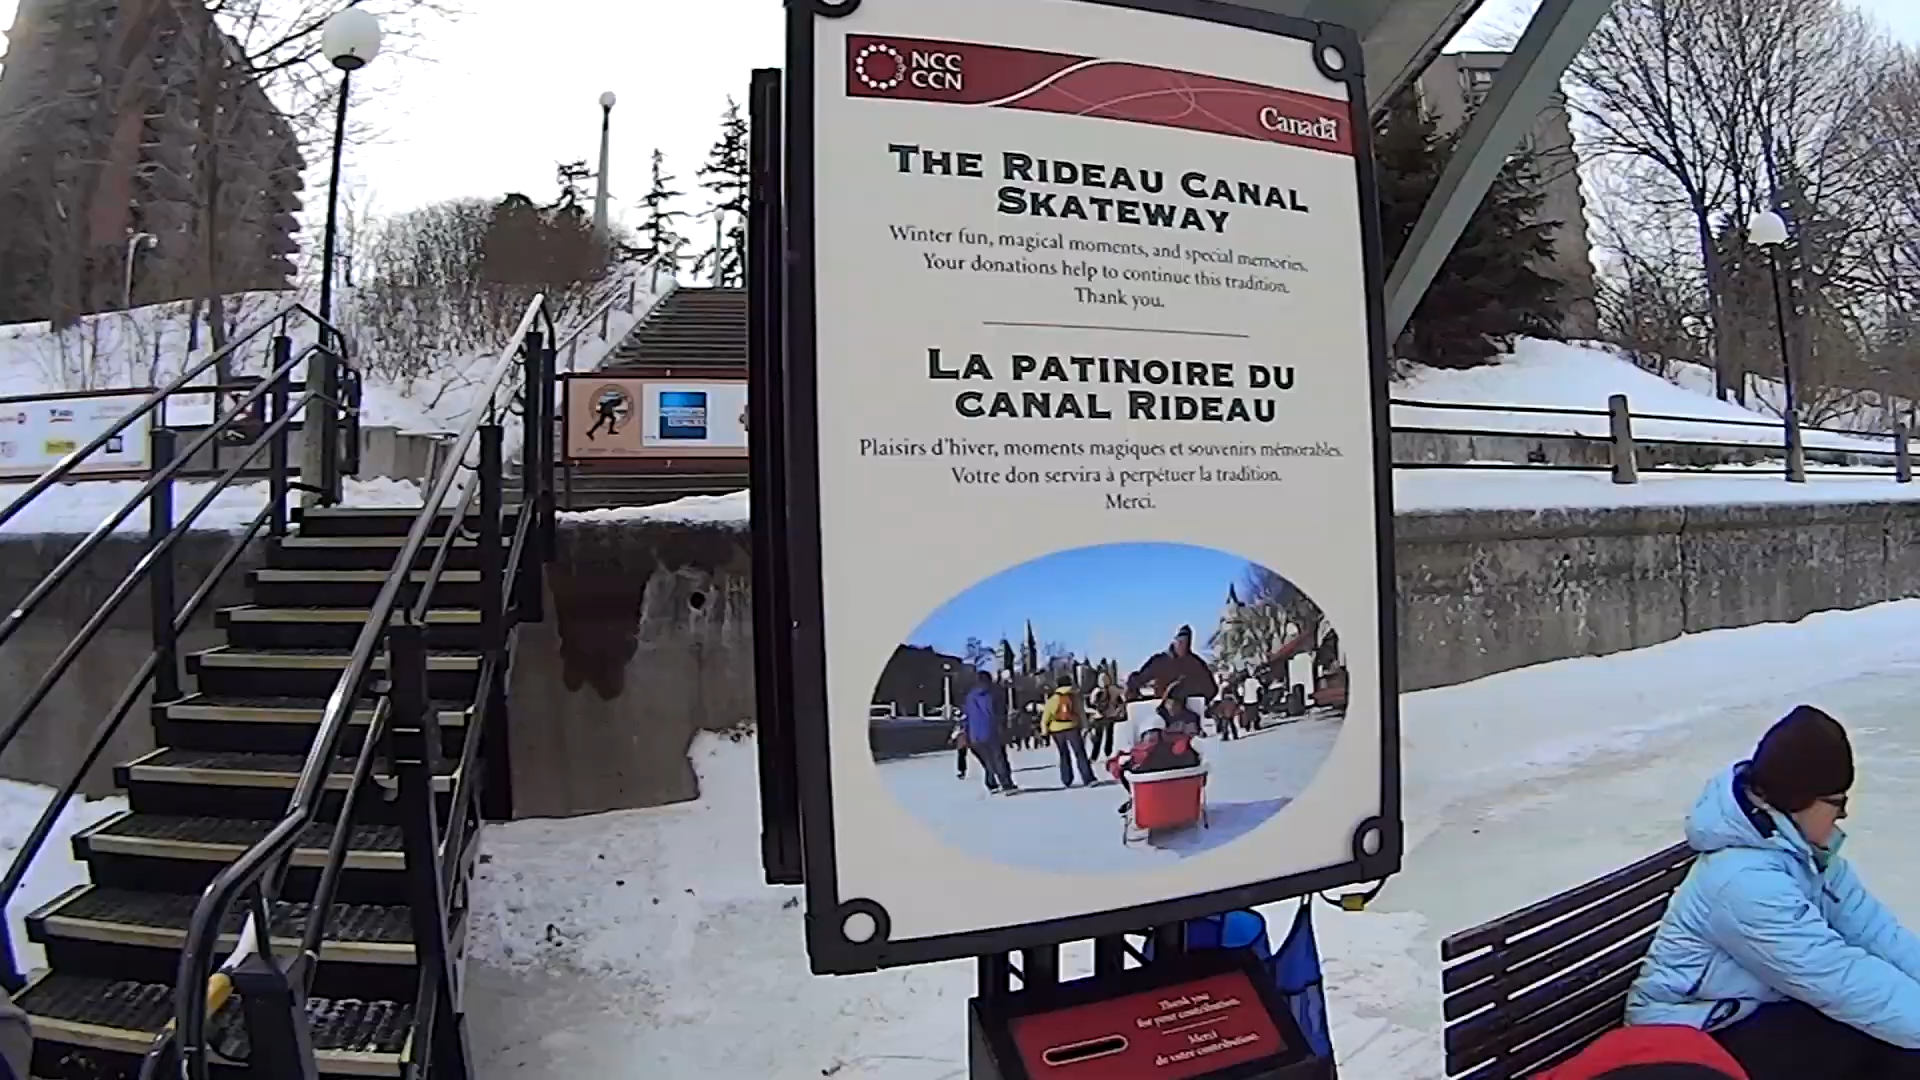 NCC
CCN
Canada
THE RIDEAU CANAL
SKATEWAY
Winter fun, magical moments, and special memories.
Your donations help to continue this tradition.
Thank you.
LA PATINOIRE DU
CANAL RIDEAU
Plaisirs d'hiver, moments magiques et souvenirs mémorables.
Votre don servira à perpétuer la tradition.
Merci.
Thank you
for your contribution.
Merci
de votre contribution.